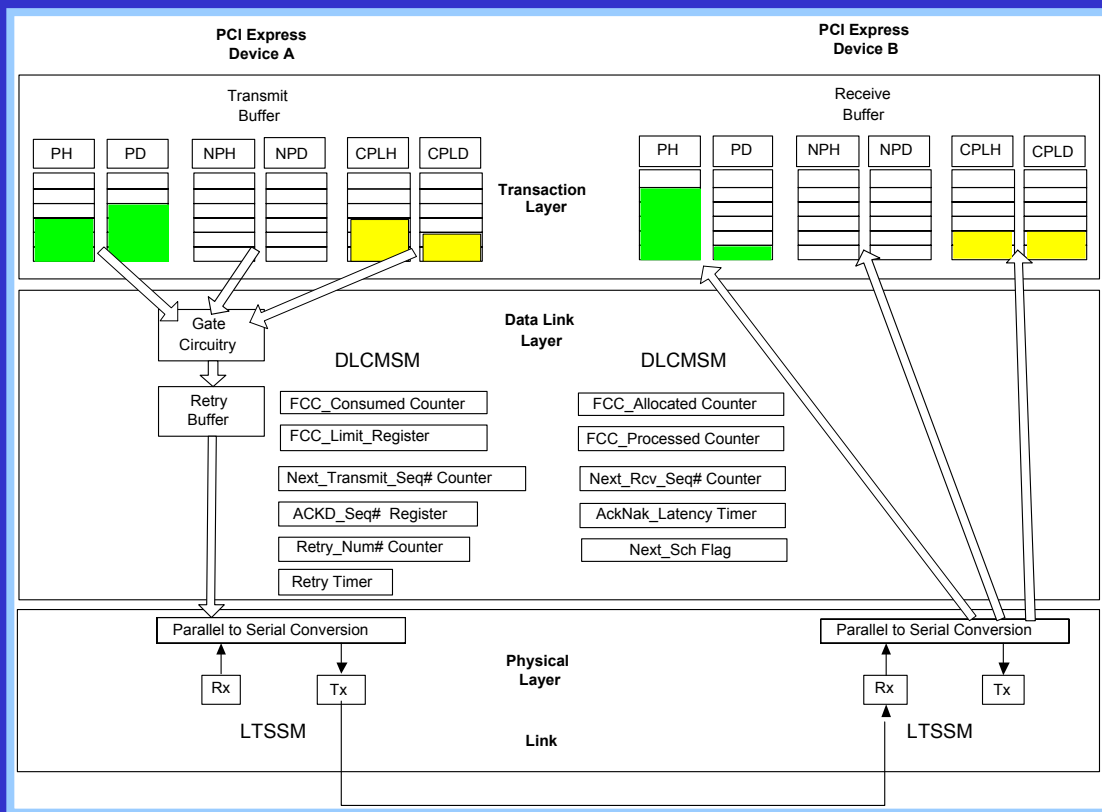 PCI Express
Device A
PCI Express
Device B
Transmit
Buffer
Receive
Buffer
PH
PD
NPH
NPD
CPLH
CPLD
PH
PD
NPH
NPD
CPLH
CPLD
Transaction
Layer
Gate
Circuitry
Data Link
Layer
DLCMSM
DLCMSM
Retry
Buffer
FCC_Consumed Counter
FCC_Limit_Register
Next_Transmit_Seq# Counter
ACKD_Seq# Register
Retry_Num# Counter
Retry Timer
FCC_Allocated Counter
FCC_Processed Counter
Next_Rcv_Seq# Counter
AckNak_Latency Timer
Next_Sch Flag
Parallel to Serial Conversion
Parallel to Serial Conversion
Physical
Layer
Rx
Tx
Rx
Tx
LTSSM
LTSSM
Link